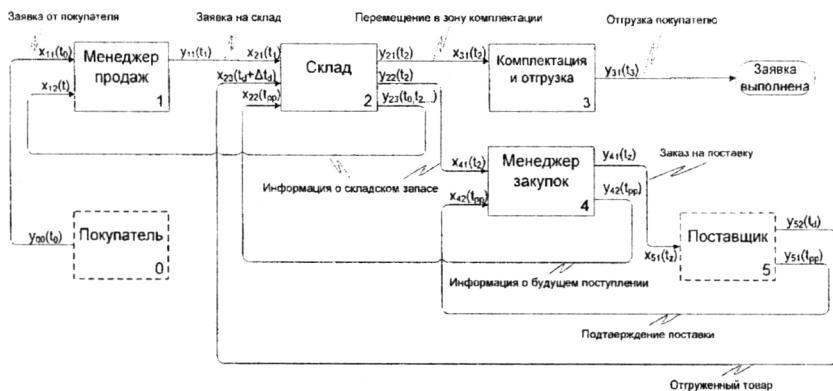 Заявка от покупателя
Заявка на склад
Перемещение в зону комплектации
Отгрузка покупателю
x11(t0)
Менеджер
продаж
1
y11(t1)
x21(t1)
x23(td+Δtd)
x22(tpp)
Склад
2
y21(t2)
y22(t2)
y23(t0,t2...)
x31(t2)
Комплектация
и отгрузка
3
y31(t3)
Заявка
выполнена
x12(t)
Информация о складском запасе
x41(t2)
x42(tpp)
Менеджер
закупок
4
y41(tz)
y42(tpp)
Заказ на поставку
y00(t0)
Покупатель
0
x51(tz)
Поставщик
5
y52(td)
y51(tpp)
Информация о будущем поступлении
Подтверждение поставки
Отгруженный товар